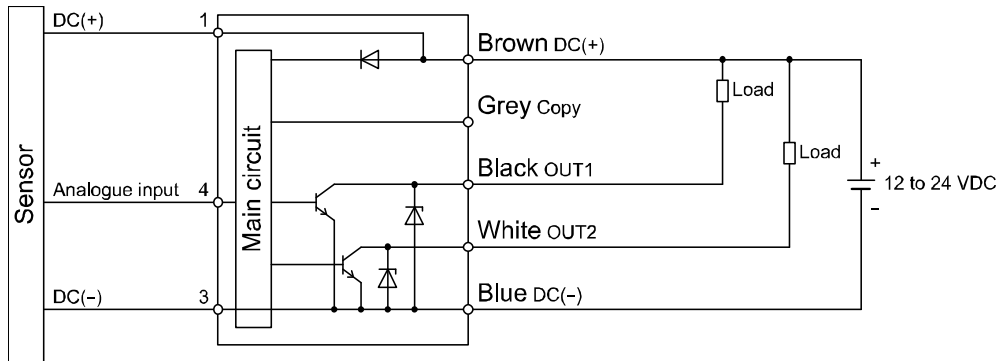 Sensor
DC(+) 1
Analogue input 4
DC(−) 3
Main circuit
Brown DC(+)
Grey Copy
Black OUT1
White OUT2
Blue DC(−)
Load
Load
+
12 to 24 VDC
−